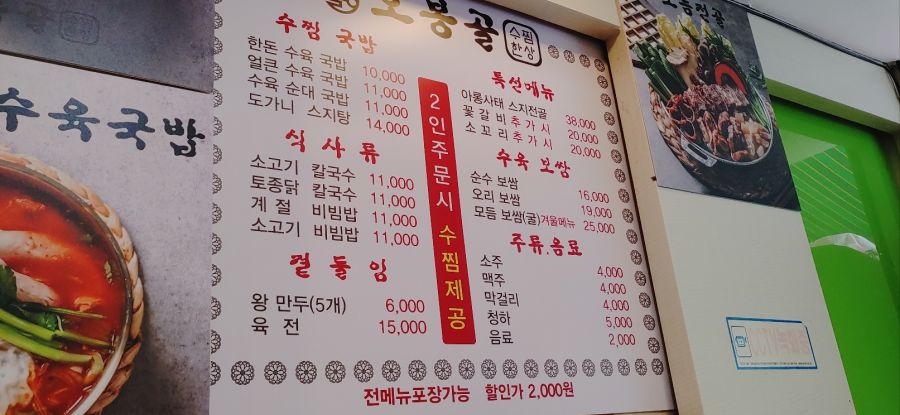 오봉골
수찜
한상
수육국밥
수찜 국밥
한돈 수육 국밥 10,000
얼큰 수육 국밥 11,000
수육 순대 국밥 11,000
도가니 스지탕 14,000
식 사 류
소고기 칼국수 11,000
토종닭 칼국수 11,000
계 절 비빔밥 11,000
소고기 비빔밥 11,000
곁 들 임
왕 만두(5개) 6,000
육 전 15,000
2인주문시 수찜제공
특선메뉴
아롱사태 스지전골 38,000
꽃 갈 비추가 시 20,000
소 꼬 리추가 시 20,000
수육 보쌈
순수 보쌈 16,000
오리 보쌈 19,000
모듬 보쌈(굴)겨울메뉴 25,000
주류.음료
소주 4,000
맥주 4,000
막걸리 4,000
청하 5,000
음료 2,000
전메뉴포장가능 할인가 2,000원